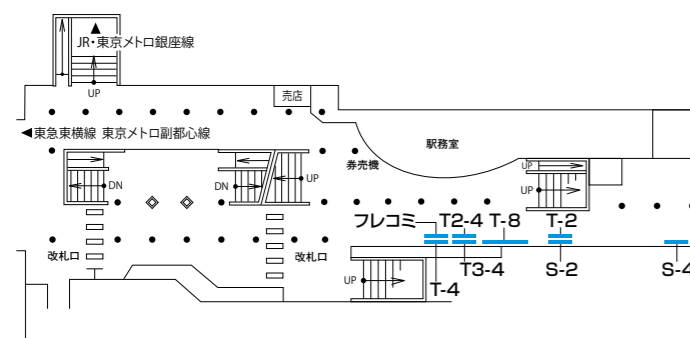 JR・東京メトロ銀座線
UP
売店
◀東急東横線 東京メトロ副都心線
駅務室
券売機
UP
DN
DN
UP
UP
フレコミ T2-4 T-8 T-2
改札口
改札口
T3-4
S-2
S-4
UP
T-4